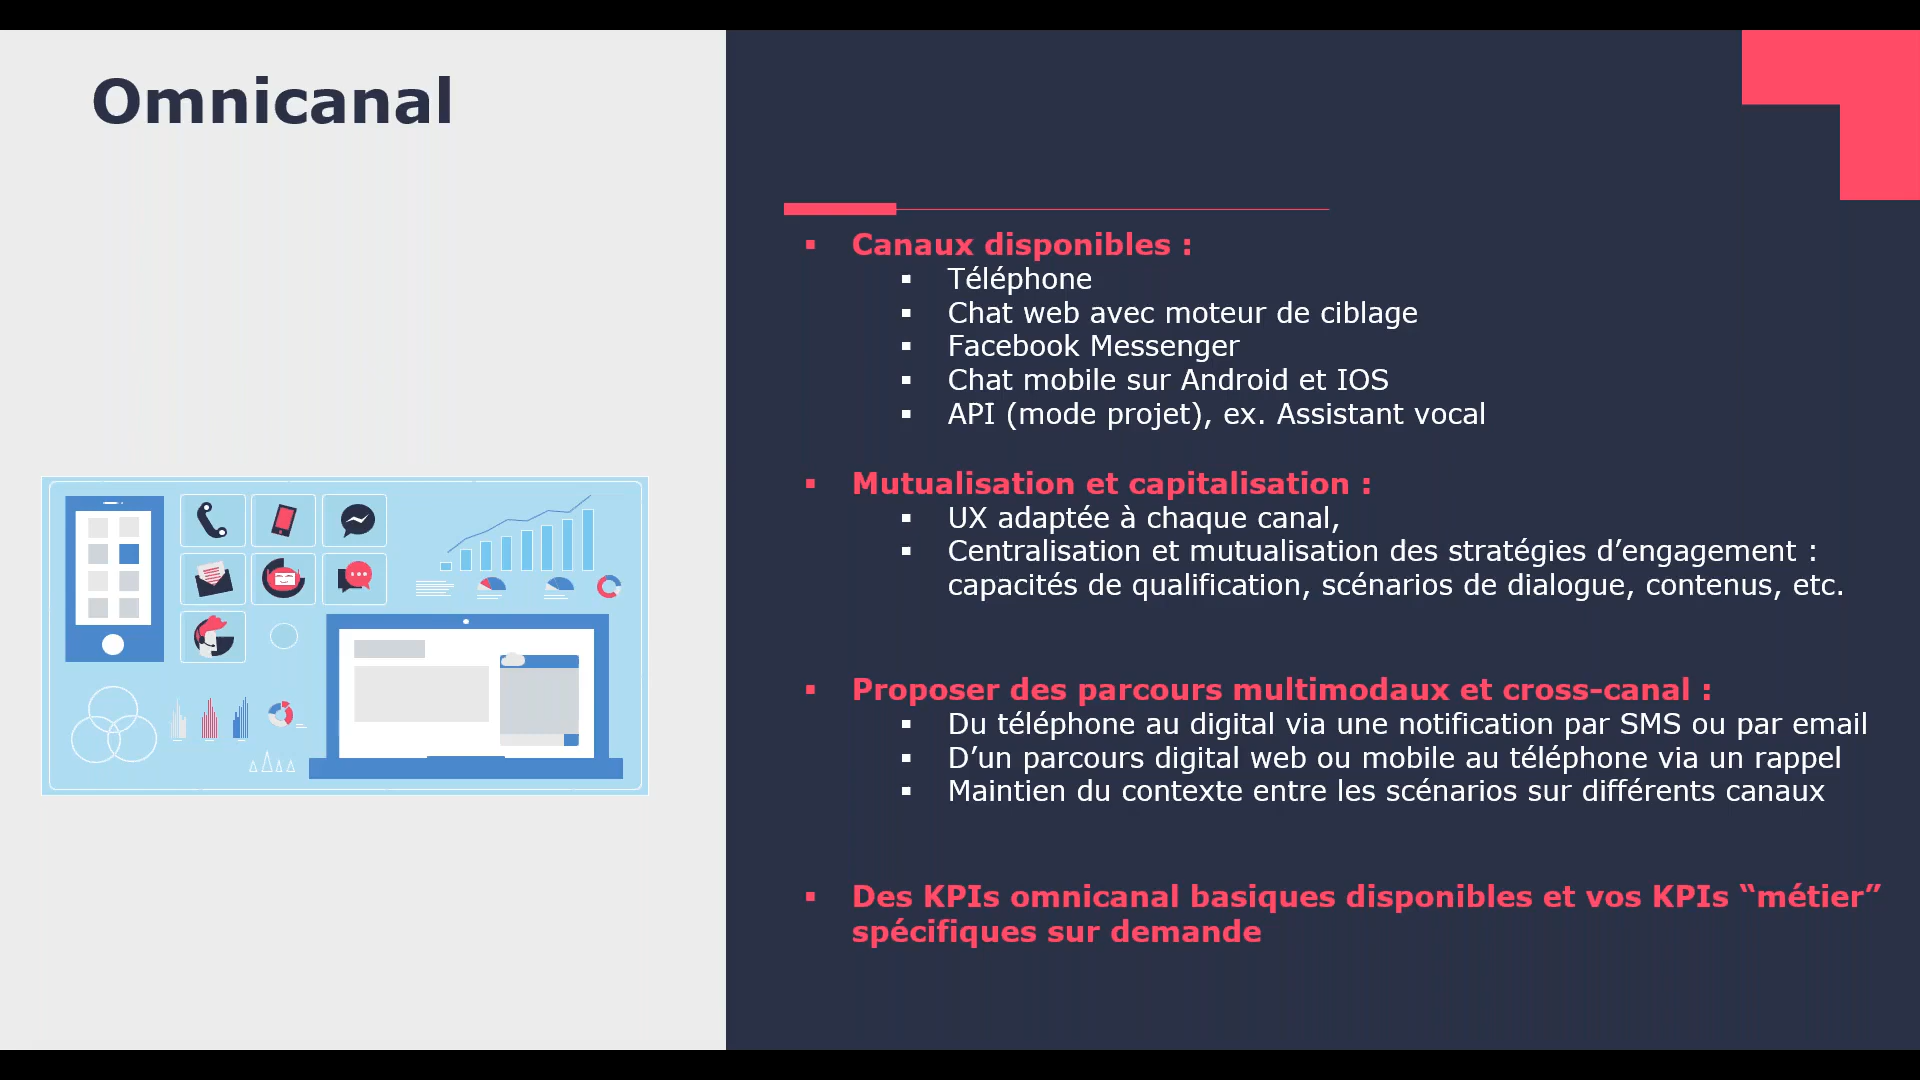 Omnicanal
Canaux disponibles :
Téléphone
Chat web avec moteur de ciblage
Facebook Messenger
Chat mobile sur Android et IOS
API (mode projet), ex. Assistant vocal
Mutualisation et capitalisation :
UX adaptée à chaque canal,
Centralisation et mutualisation des stratégies d’engagement :
capacités de qualification, scénarios de dialogue, contenus, etc.
Proposer des parcours multimodaux et cross-canal :
Du téléphone au digital via une notification par SMS ou par email
D’un parcours digital web ou mobile au téléphone via un rappel
Maintien du contexte entre les scénarios sur différents canaux
Des KPIs omnicanal basiques disponibles et vos KPIs “métier”
spécifiques sur demande